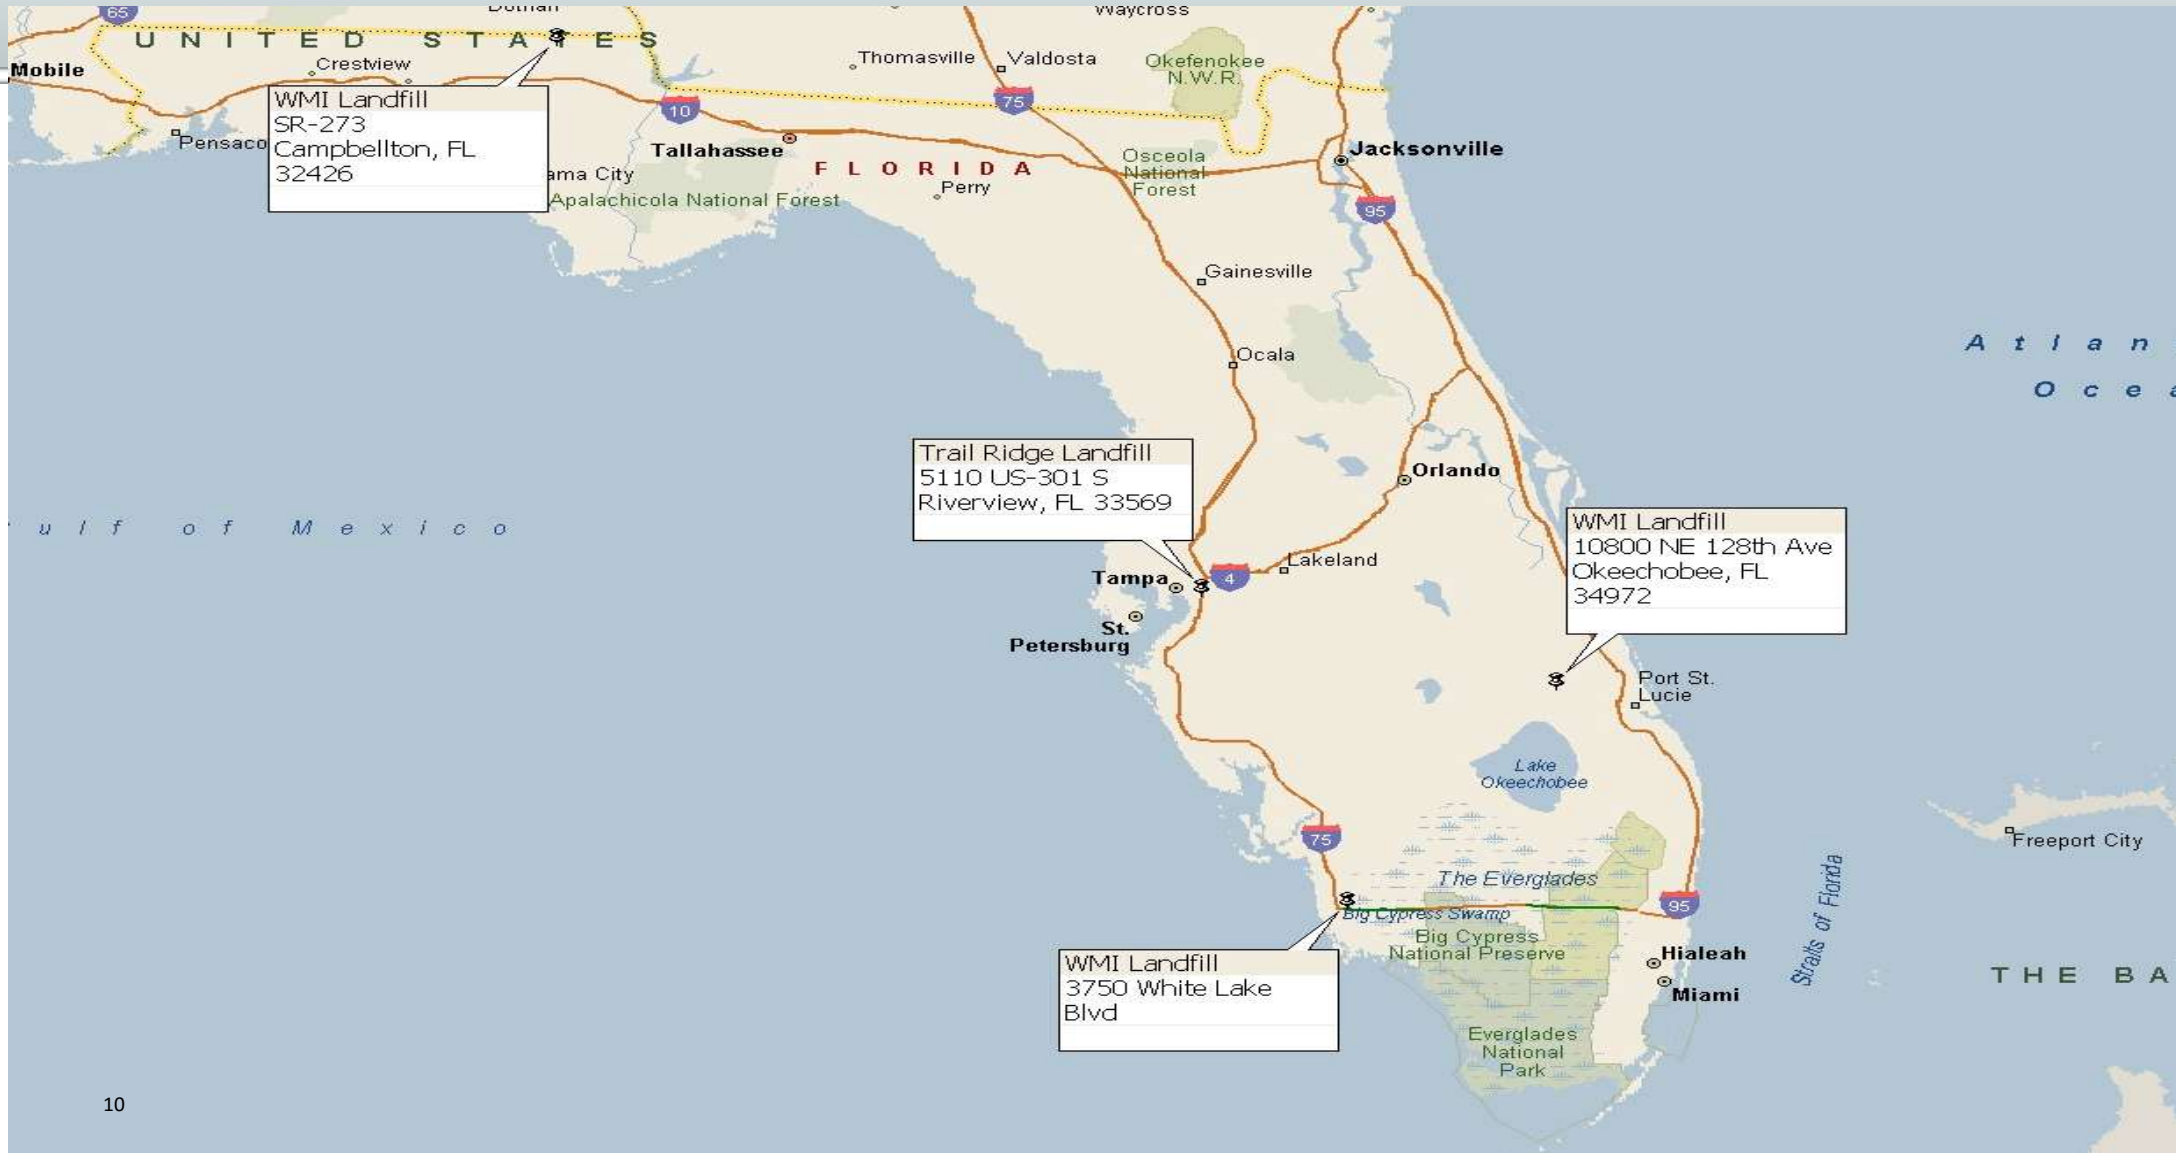 65
Dothan
Waycross
UNITED STATES
Mobile
Crestview
Thomasville
Valdosta
Okefenokee
N.W.R.
WMI Landfill
SR-273
Campbellton, FL
32426
10
75
Pensaco
Tallahassee
FLORIDA
Osceola
National
Forest
Jacksonville
ama City
Perry
Apalachicola National Forest
95
Gainesville
Ocala
Atlan
Ocea
Trail Ridge Landfill
5110 US-301 S
Riverview, FL 33569
Orlando
ulf of Mexico
WMI Landfill
10800 NE 128th Ave
Okeechobee, FL
34972
Lakeland
Tampa
4
St.
Petersburg
Port St.
Lucie
Lake
Okeechobee
75
Freeport City
The Everglades
Straits of Florida
95
Big Cypress Swamp
Big Cypress
National Preserve
Hialeah
WMI Landfill
3750 White Lake
Blvd
THE BA
Miami
Everglades
National
Park
10